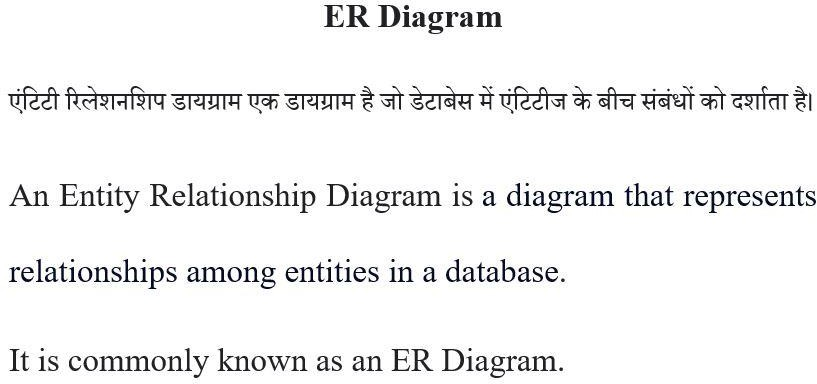 ER Diagram
एंटिटी रिलेशनशिप डायग्राम एक डायग्राम है जो डेटाबेस में एंटिटीज के बीच संबंधों को दर्शाता है।
An Entity Relationship Diagram is a diagram that represents
relationships among entities in a database.
It is commonly known as an ER Diagram.